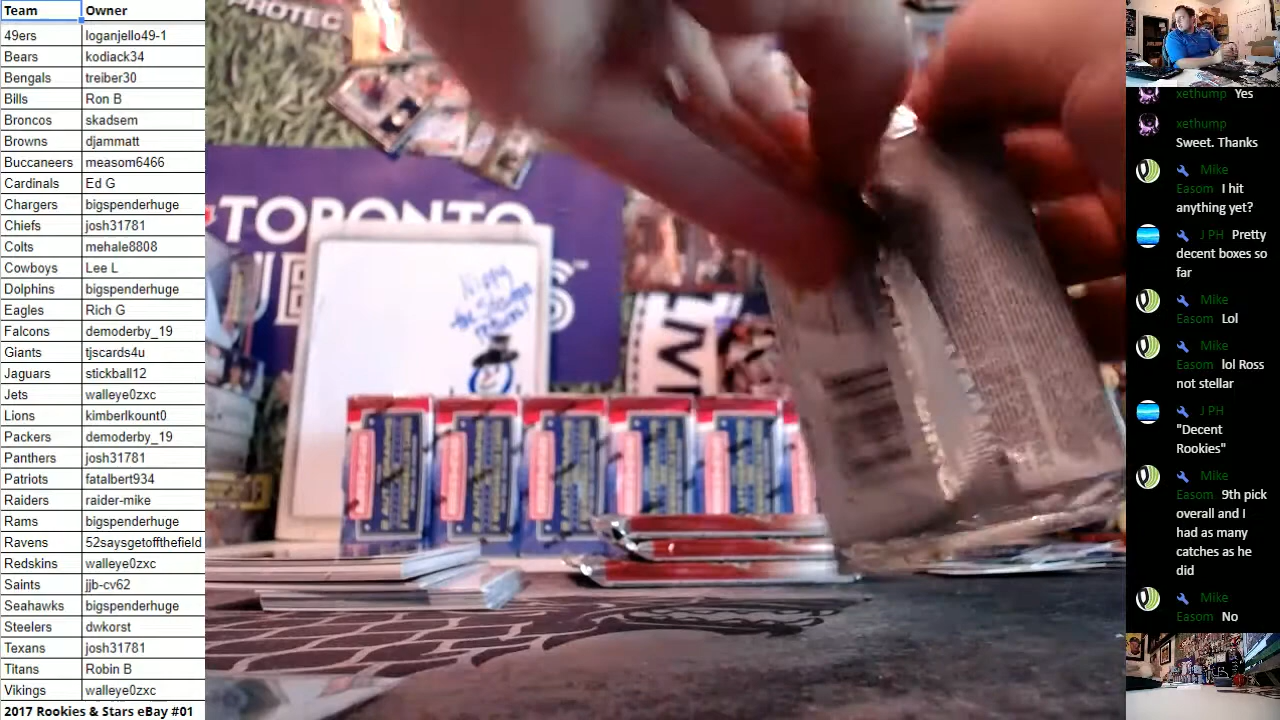 Team Owner
49ers loganjello49-1
Bears kodiack34
Bengals treiber30
Bills Ron B
Broncos skadsem
Browns djammatt
Buccaneers measom6466
Cardinals Ed G
Chargers bigspenderhuge
Chiefs josh31781
Colts mehale8808
Cowboys Lee L
Dolphins bigspenderhuge
Eagles Rich G
Falcons demoderby_19
Giants tjscards4u
Jaguars stickball12
Jets walleye0zxc
Lions kimberlkount0
Packers demoderby_19
Panthers josh31781
Patriots fatalbert934
Raiders raider-mike
Rams bigspenderhuge
Ravens 52saysgetoffthefield
Redskins walleye0zxc
Saints jjb-cv62
Seahawks bigspenderhuge
Steelers dwkorst
Texans josh31781
Titans Robin B
Vikings walleye0zxc
2017 Rookies & Stars eBay #01
PROTEC
TORONTO
xethump Yes
xethump
Sweet. Thanks
Mike
Easom I hit
anything yet?
J PH Pretty
decent boxes so
far
Mike
Easom Lol
Mike
Easom lol Ross
not stellar
J PH
"Decent
Rookies"
Mike
Easom 9th pick
overall and I
had as many
catches as he
did
Mike
Easom No